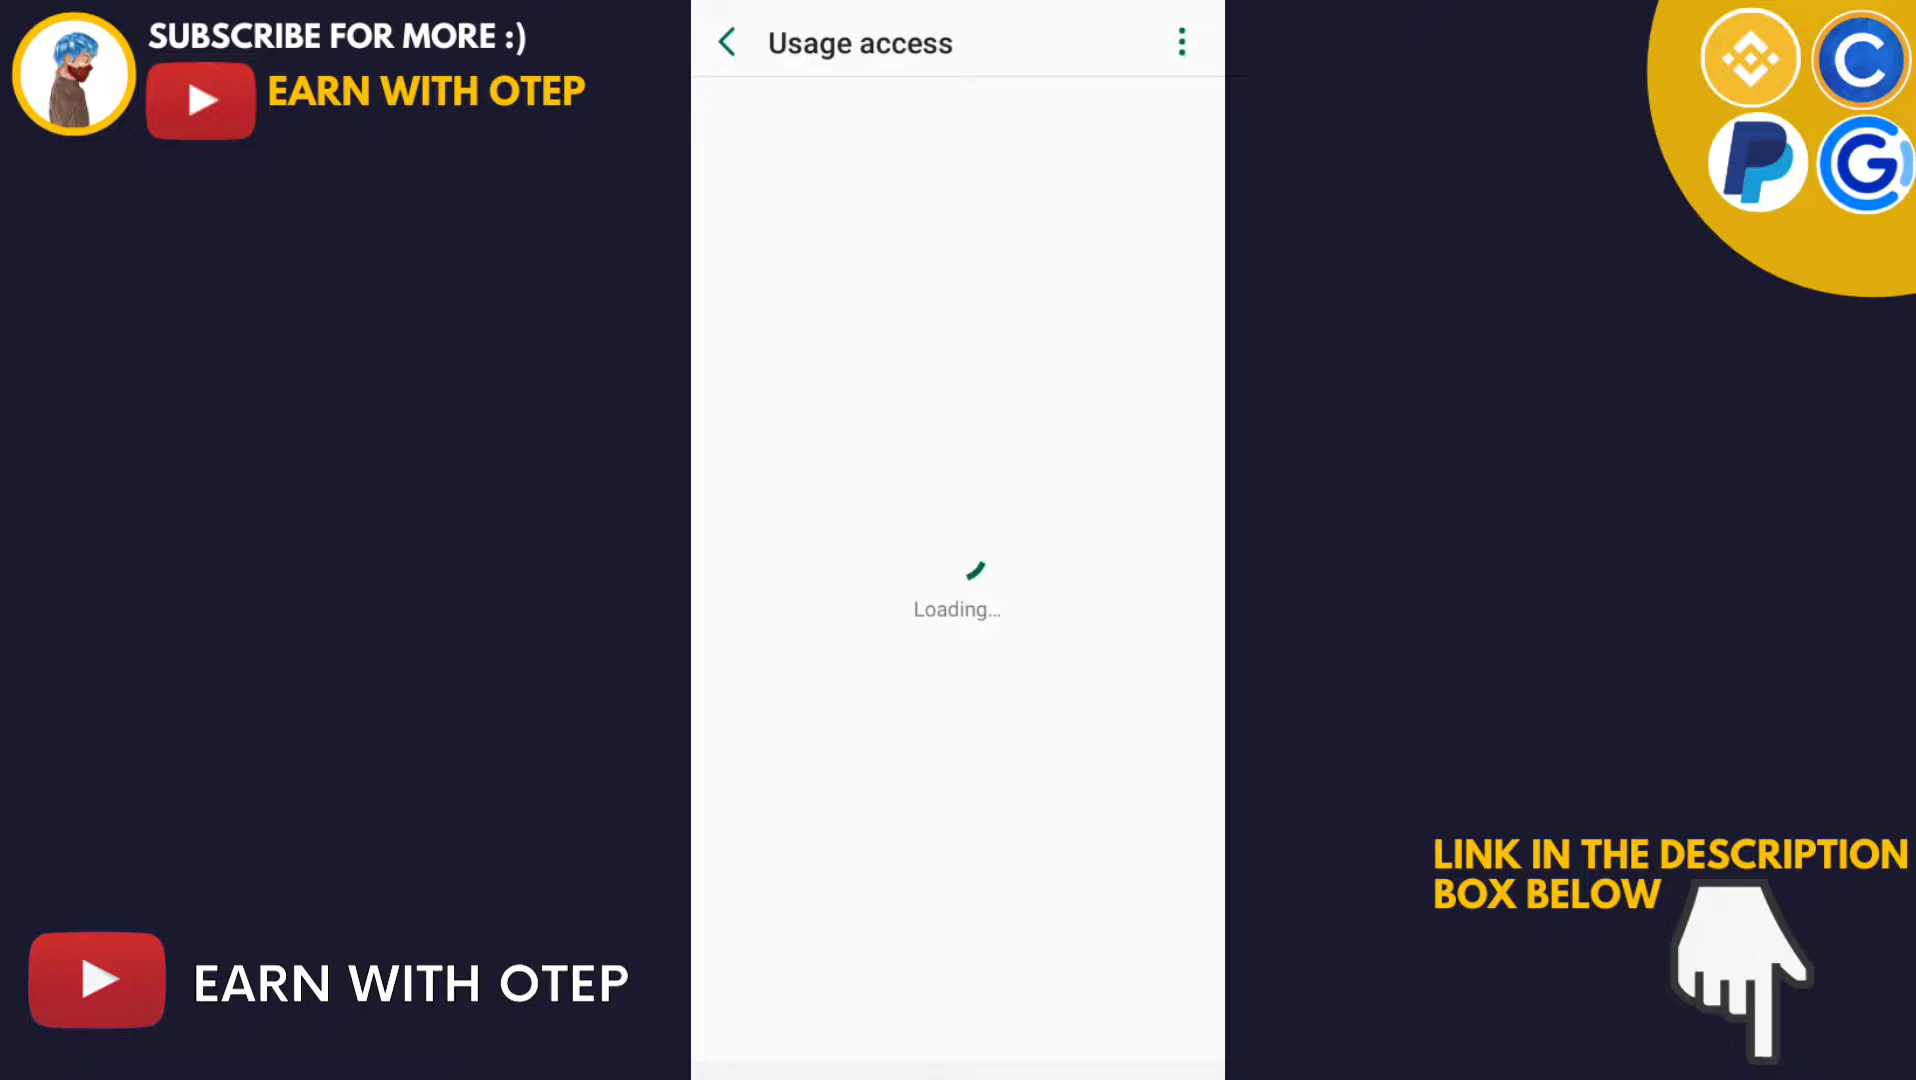 SUBSCRIBE FOR MORE :)
EARN WITH OTEP
Usage access
Loading...
LINK IN THE DESCRIPTION
BOX BELOW
EARN WITH OTEP